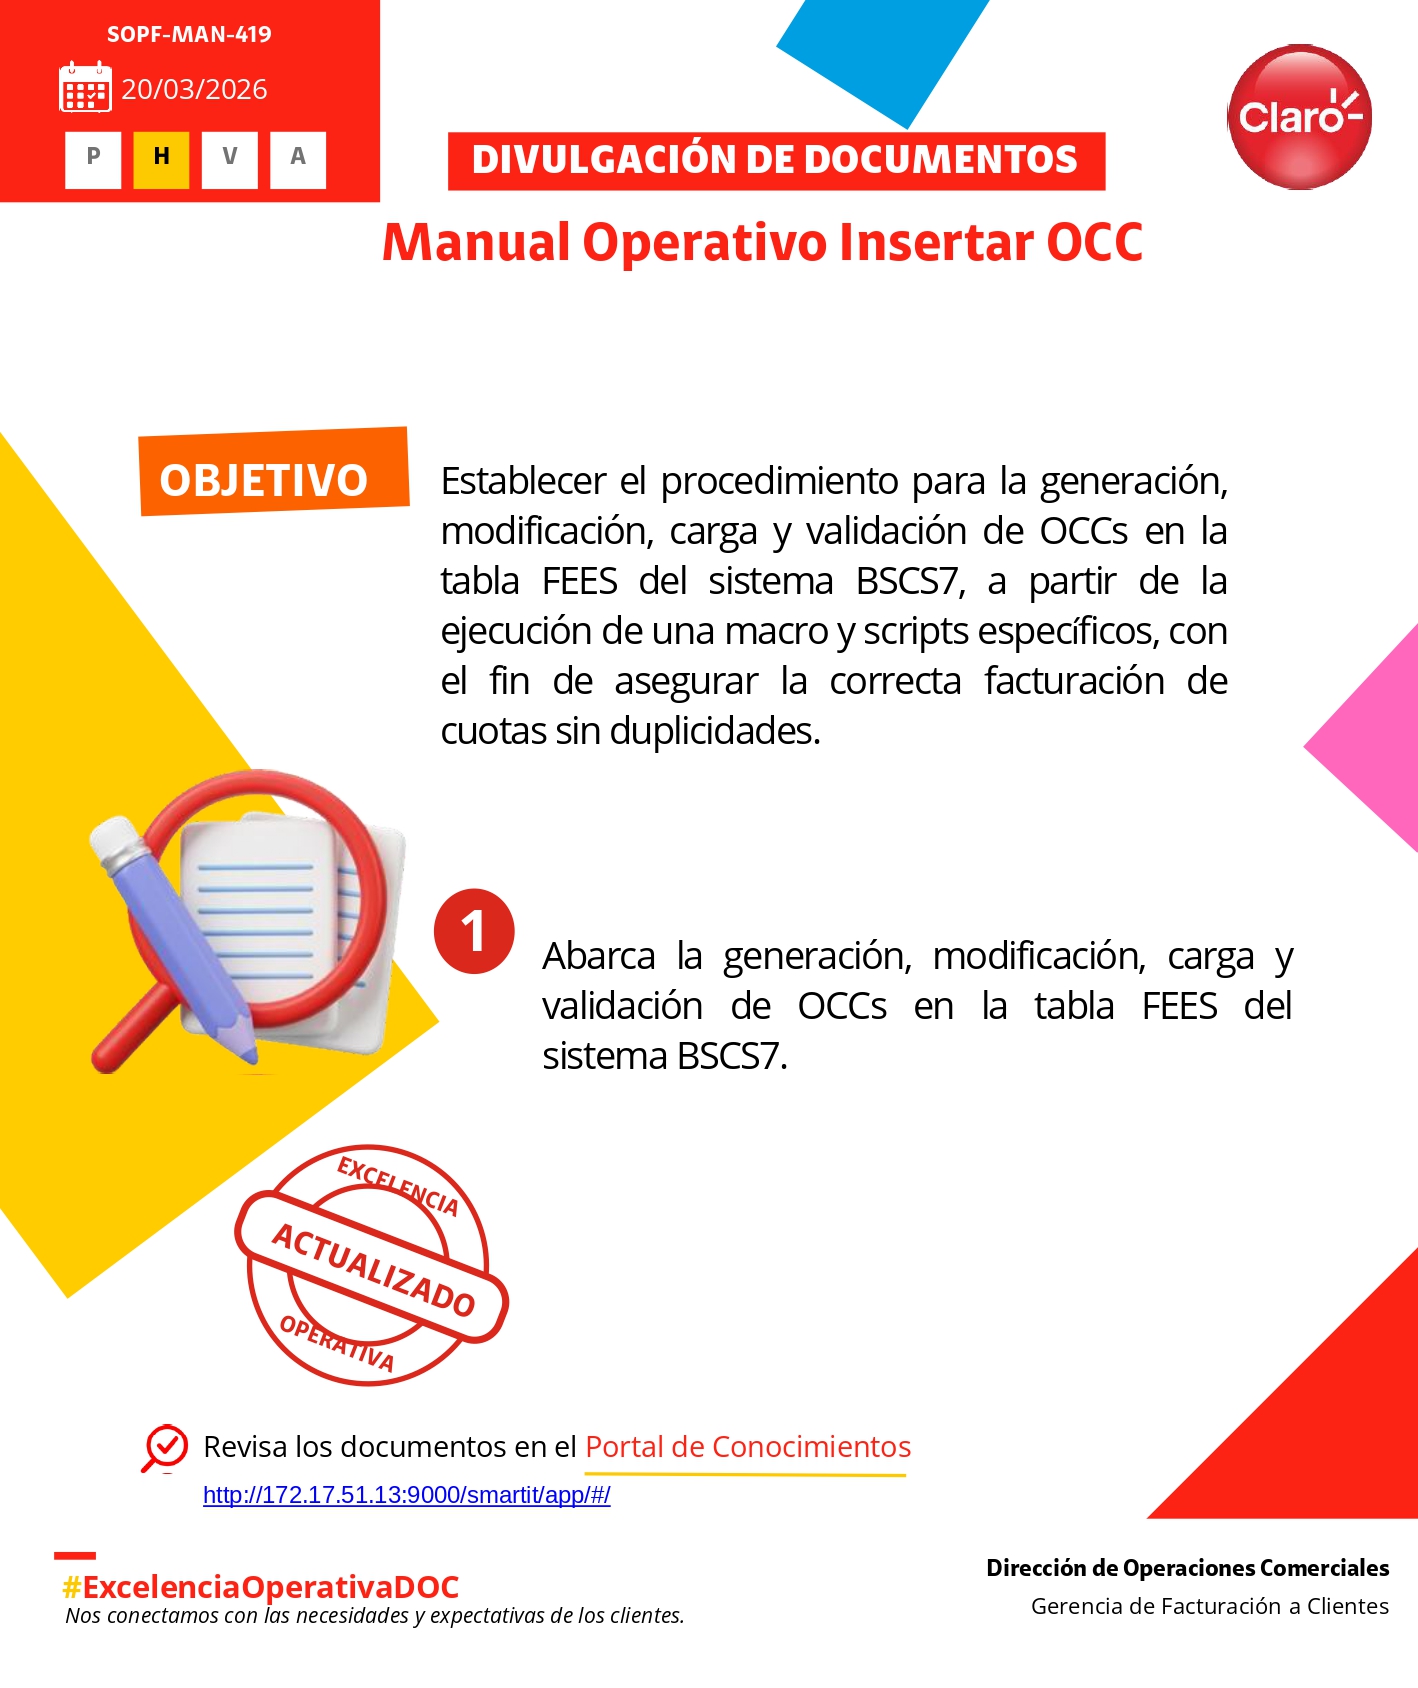 SOPF-MAN-419
20/03/2026
P H V A
Claro-
DIVULGACIÓN DE DOCUMENTOS
Manual Operativo Insertar OCC
OBJETIVO
Establecer el procedimiento para la generación,
modificación, carga y validación de OCCs en la
tabla FEES del sistema BSCS7, a partir de la
ejecución de una macro y scripts específicos, con
el fin de asegurar la correcta facturación de
cuotas sin duplicidades.
1
Abarca la generación, modificación, carga y
validación de OCCs en la tabla FEES del
sistema BSCS7.
EXCELENCIA
ACTUALIZADO
OPERATIVA
Revisa los documentos en el Portal de Conocimientos
http://172.17.51.13:9000/smartit/app/#/
#ExcelenciaOperativaDOC
Nos conectamos con las necesidades y expectativas de los clientes.
Dirección de Operaciones Comerciales
Gerencia de Facturación a Clientes